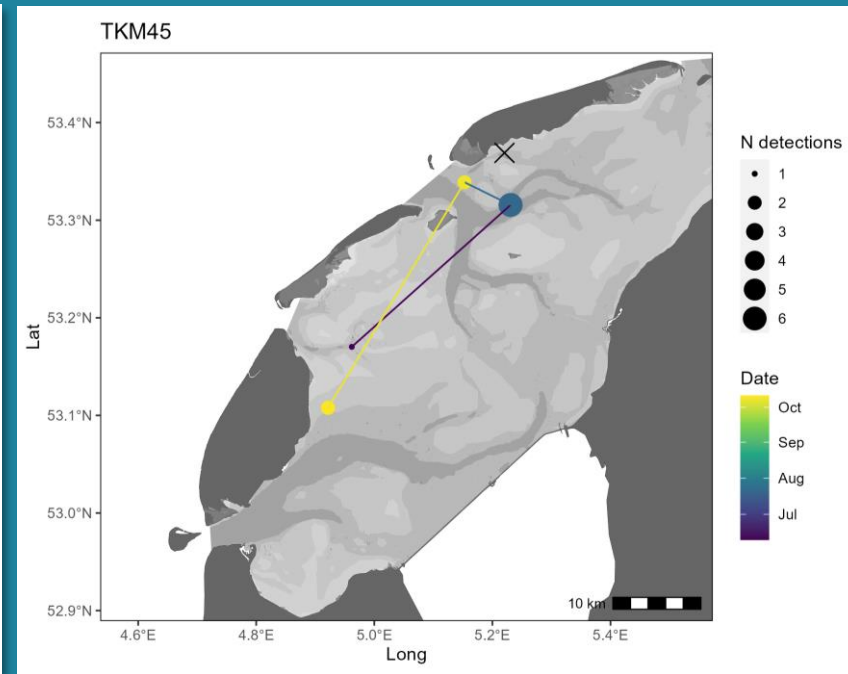 TKM45
53.4°N
53.3°N
53.2°N
53.1°N
53.0°N
52.9°N
Lat
4.6°E 4.8°E 5.0°E 5.2°E 5.4°E
Long
10 km
N detections
1
2
3
4
5
6
Date
Oct
Sep
Aug
Jul